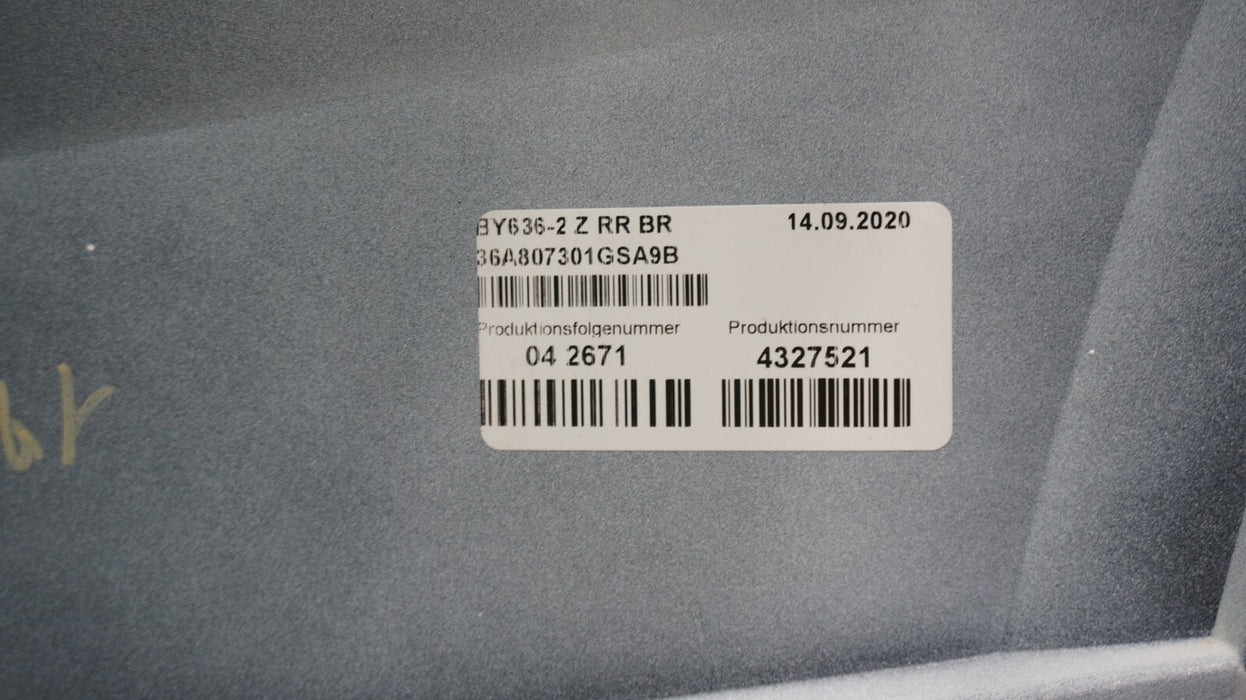 BY636-2 Z RR BR
14.09.2020
36A807301GSA9B
Produktionsfolgenummer
Produktionsnummer
04 2671
4327521